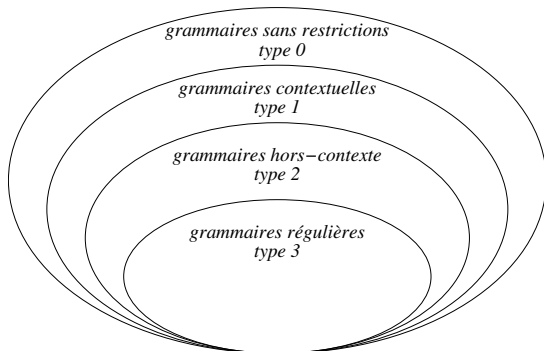 grammaires sans restrictions
type 0
grammaires contextuelles
type 1
grammaires hors−contexte
type 2
grammaires régulières
type 3